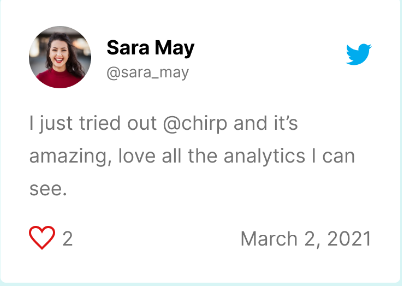 Sara May
@sara_may
I just tried out @chirp and it’s
amazing, love all the analytics I can
see.
2
March 2, 2021